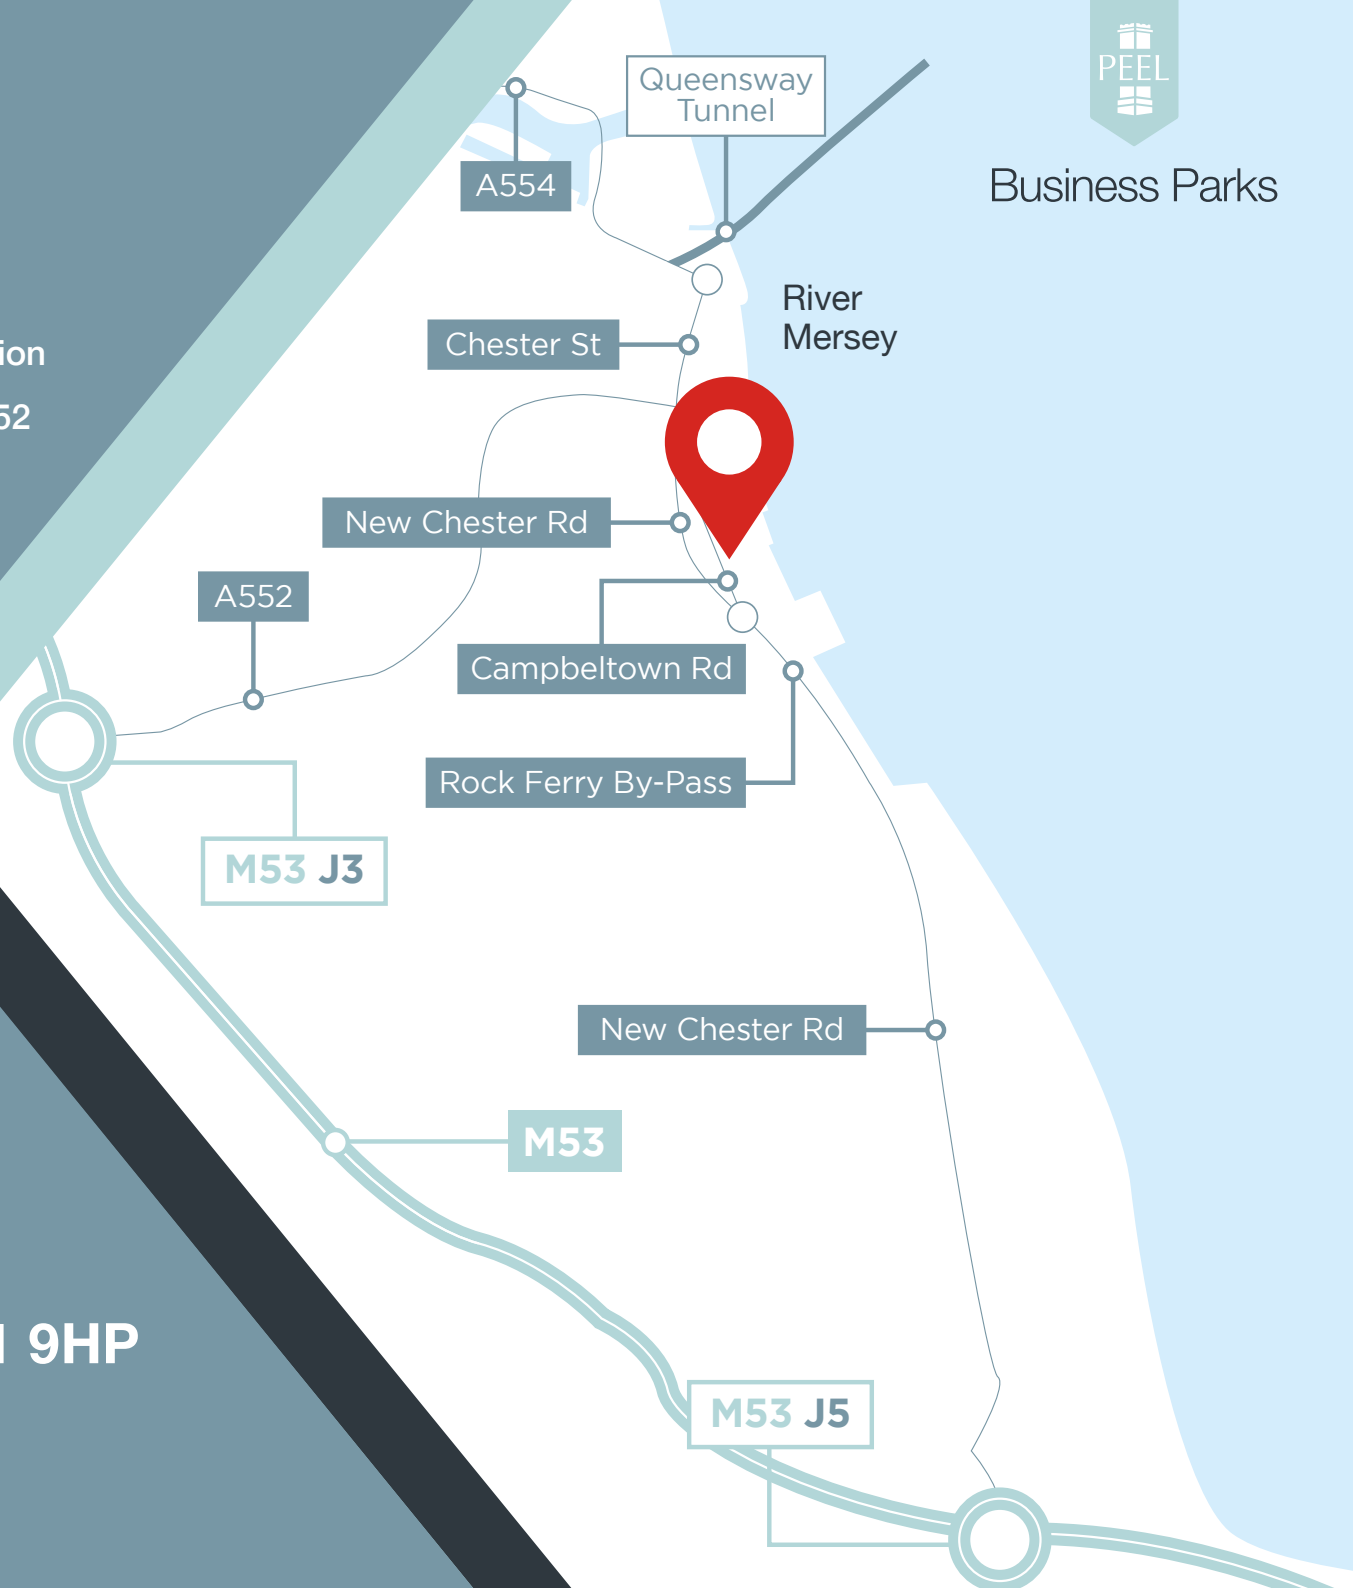 PEEL
Business Parks
Queensway
Tunnel
A554
River
Mersey
Chester St
ion
52
New Chester Rd
A552
Campbeltown Rd
Rock Ferry By-Pass
M53 J3
New Chester Rd
M53
9HP
M53 J5